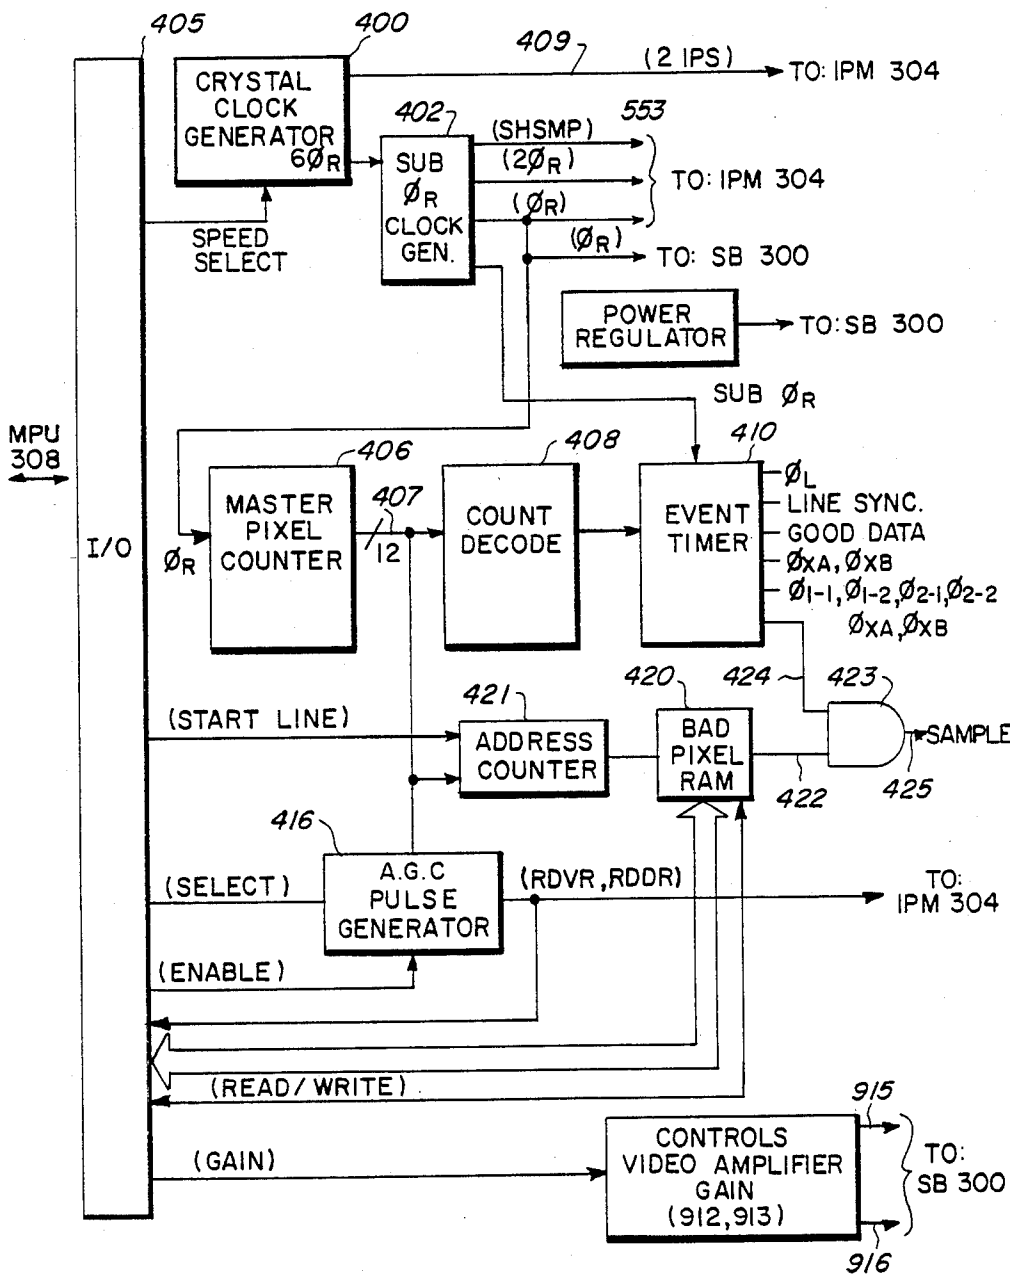 405
400
409
(2 IPS)
TO: IPM 304
CRYSTAL
CLOCK
GENERATOR
6ØR
402
553
(SHSMP)
(2ØR)
(ØR)
TO: IPM 304
SUB
ØR
CLOCK
GEN.
SPEED
SELECT
(ØR)
TO: SB 300
POWER
REGULATOR
TO: SB 300
SUB ØR
MPU
308
I/O
406
407
408
410
MASTER
PIXEL
COUNTER
ØR
12
COUNT
DECODE
EVENT
TIMER
ØL
LINE SYNC.
GOOD DATA
ØXA, ØXB
Ø1-1, Ø1-2, Ø2-1, Ø2-2
ØXA, ØXB
421
420
424
423
(START LINE)
ADDRESS
COUNTER
BAD
PIXEL
RAM
SAMPLE
422
425
416
A.G.C
PULSE
GENERATOR
(SELECT)
(RDVR, RDDR)
TO:
IPM 304
(ENABLE)
(READ/WRITE)
(GAIN)
CONTROLS
VIDEO AMPLIFIER
GAIN
(912, 913)
915
TO:
SB 300
916